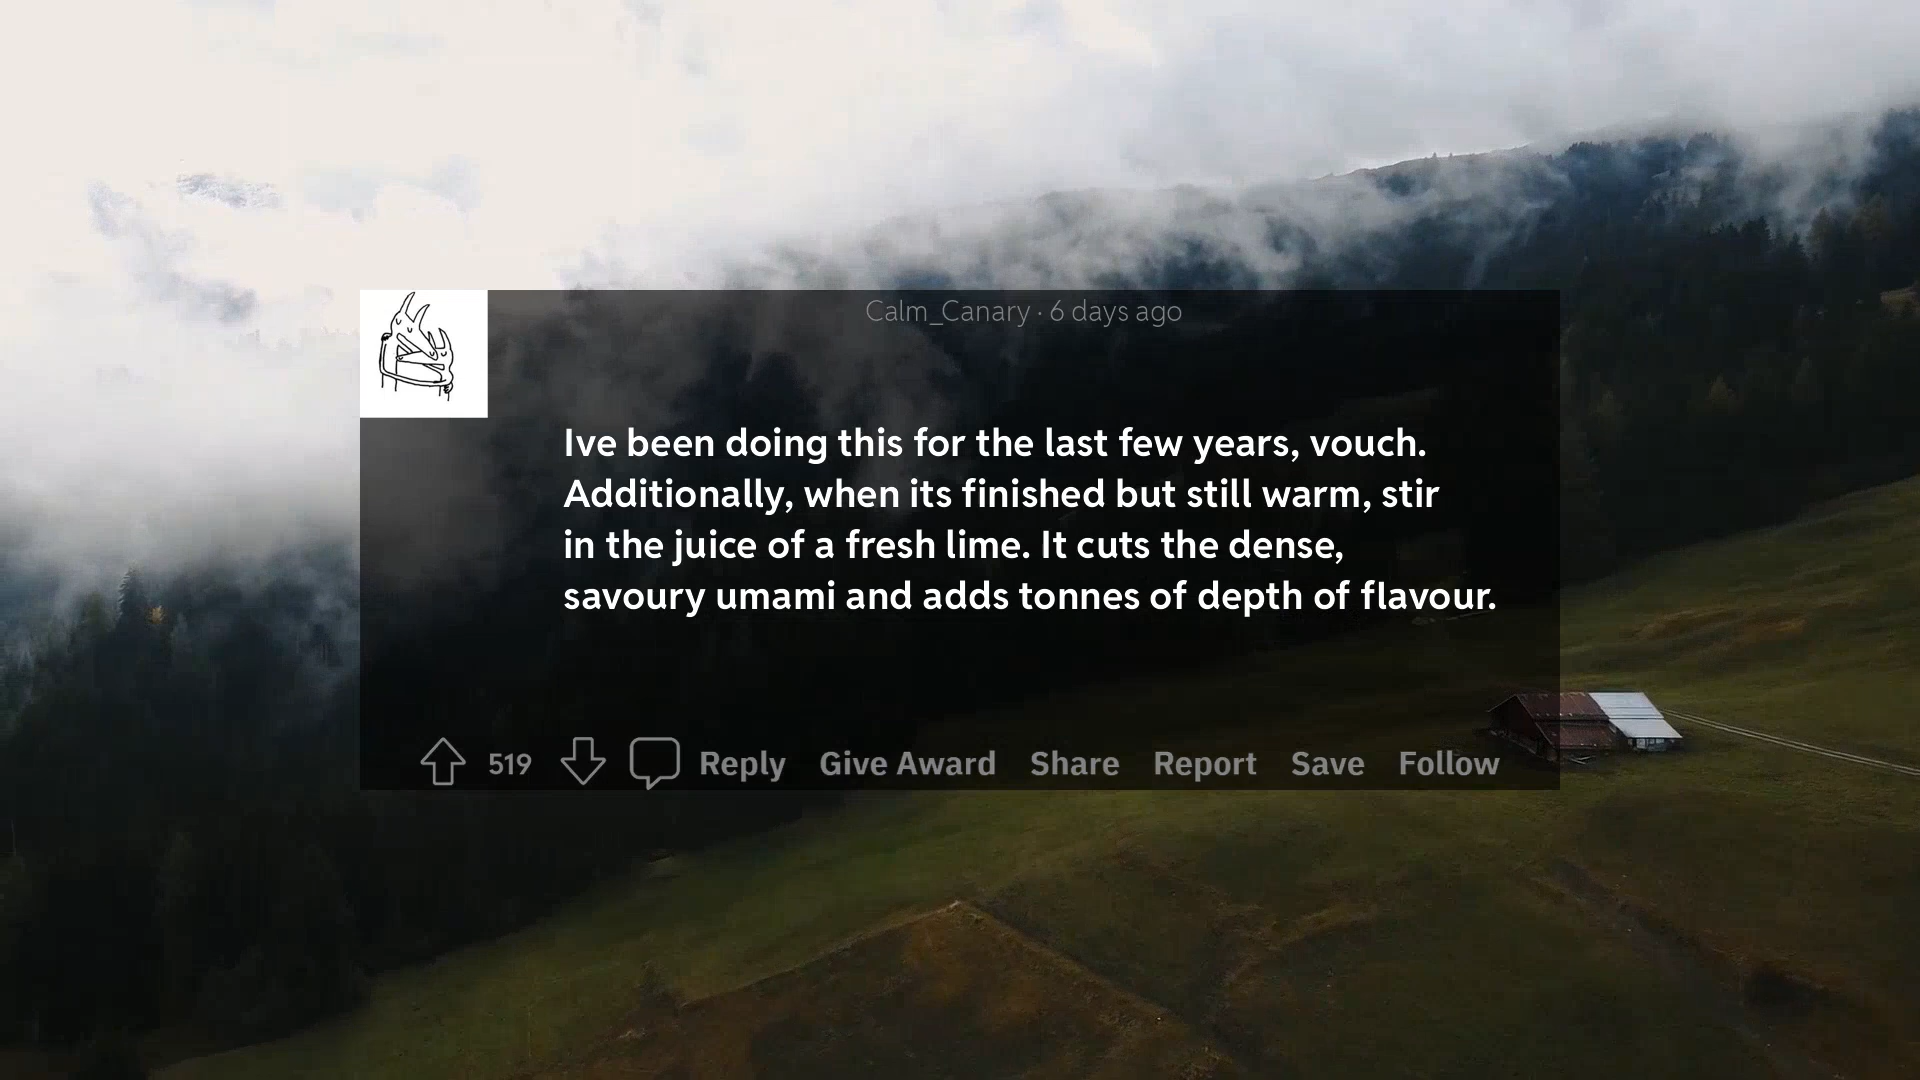 Calm_Canary · 6 days ago
Ive been doing this for the last few years, vouch.
Additionally, when its finished but still warm, stir
in the juice of a fresh lime. It cuts the dense,
savoury umami and adds tonnes of depth of flavour.
519 Reply Give Award Share Report Save Follow